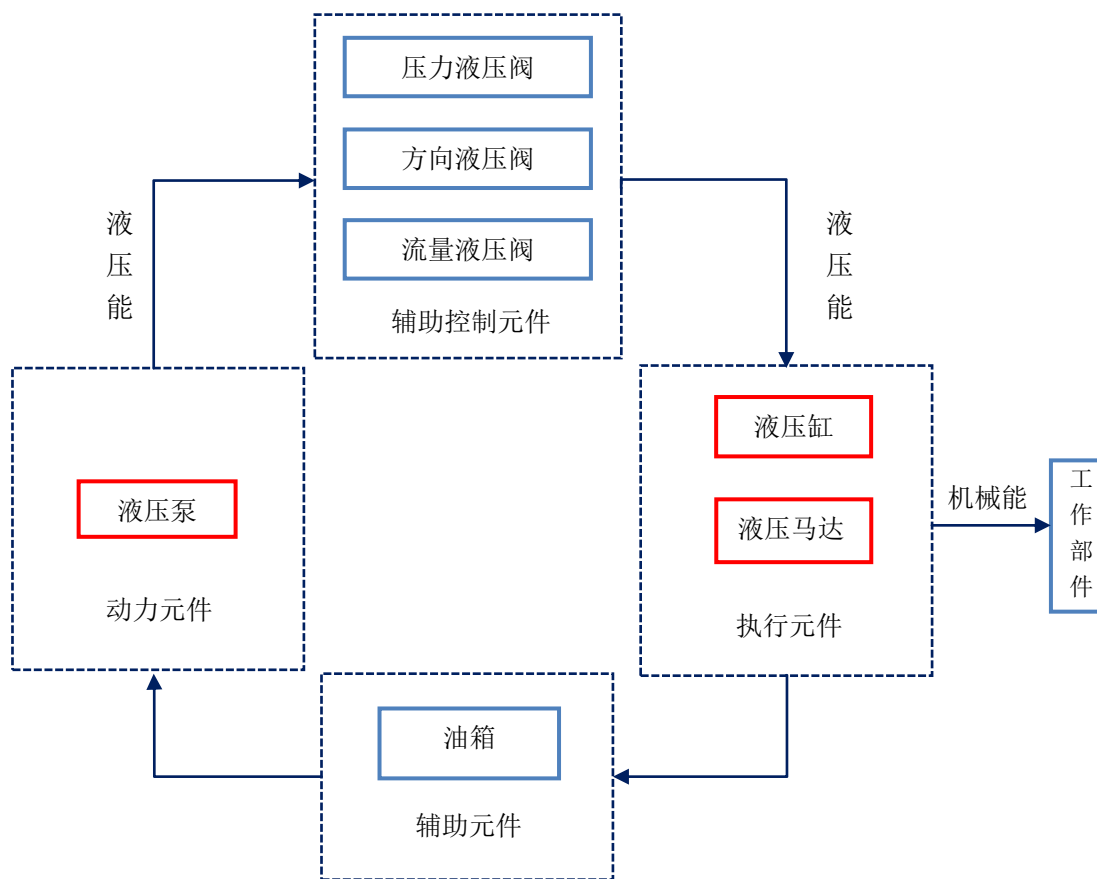 压力液压阀
方向液压阀
流量液压阀
辅助控制元件
液压能
液压能
液压缸
液压马达
执行元件
机械能
工作部件
液压泵
动力元件
油箱
辅助元件